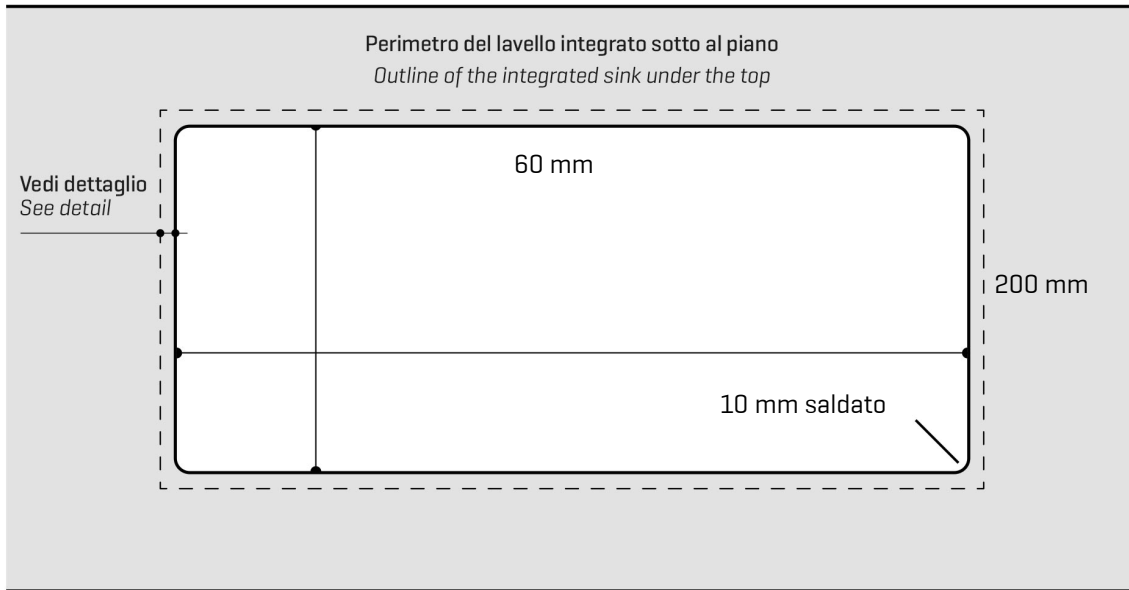 Perimetro del lavello integrato sotto al piano
Outline of the integrated sink under the top
60 mm
Vedi dettaglio
See detail
200 mm
10 mm saldato